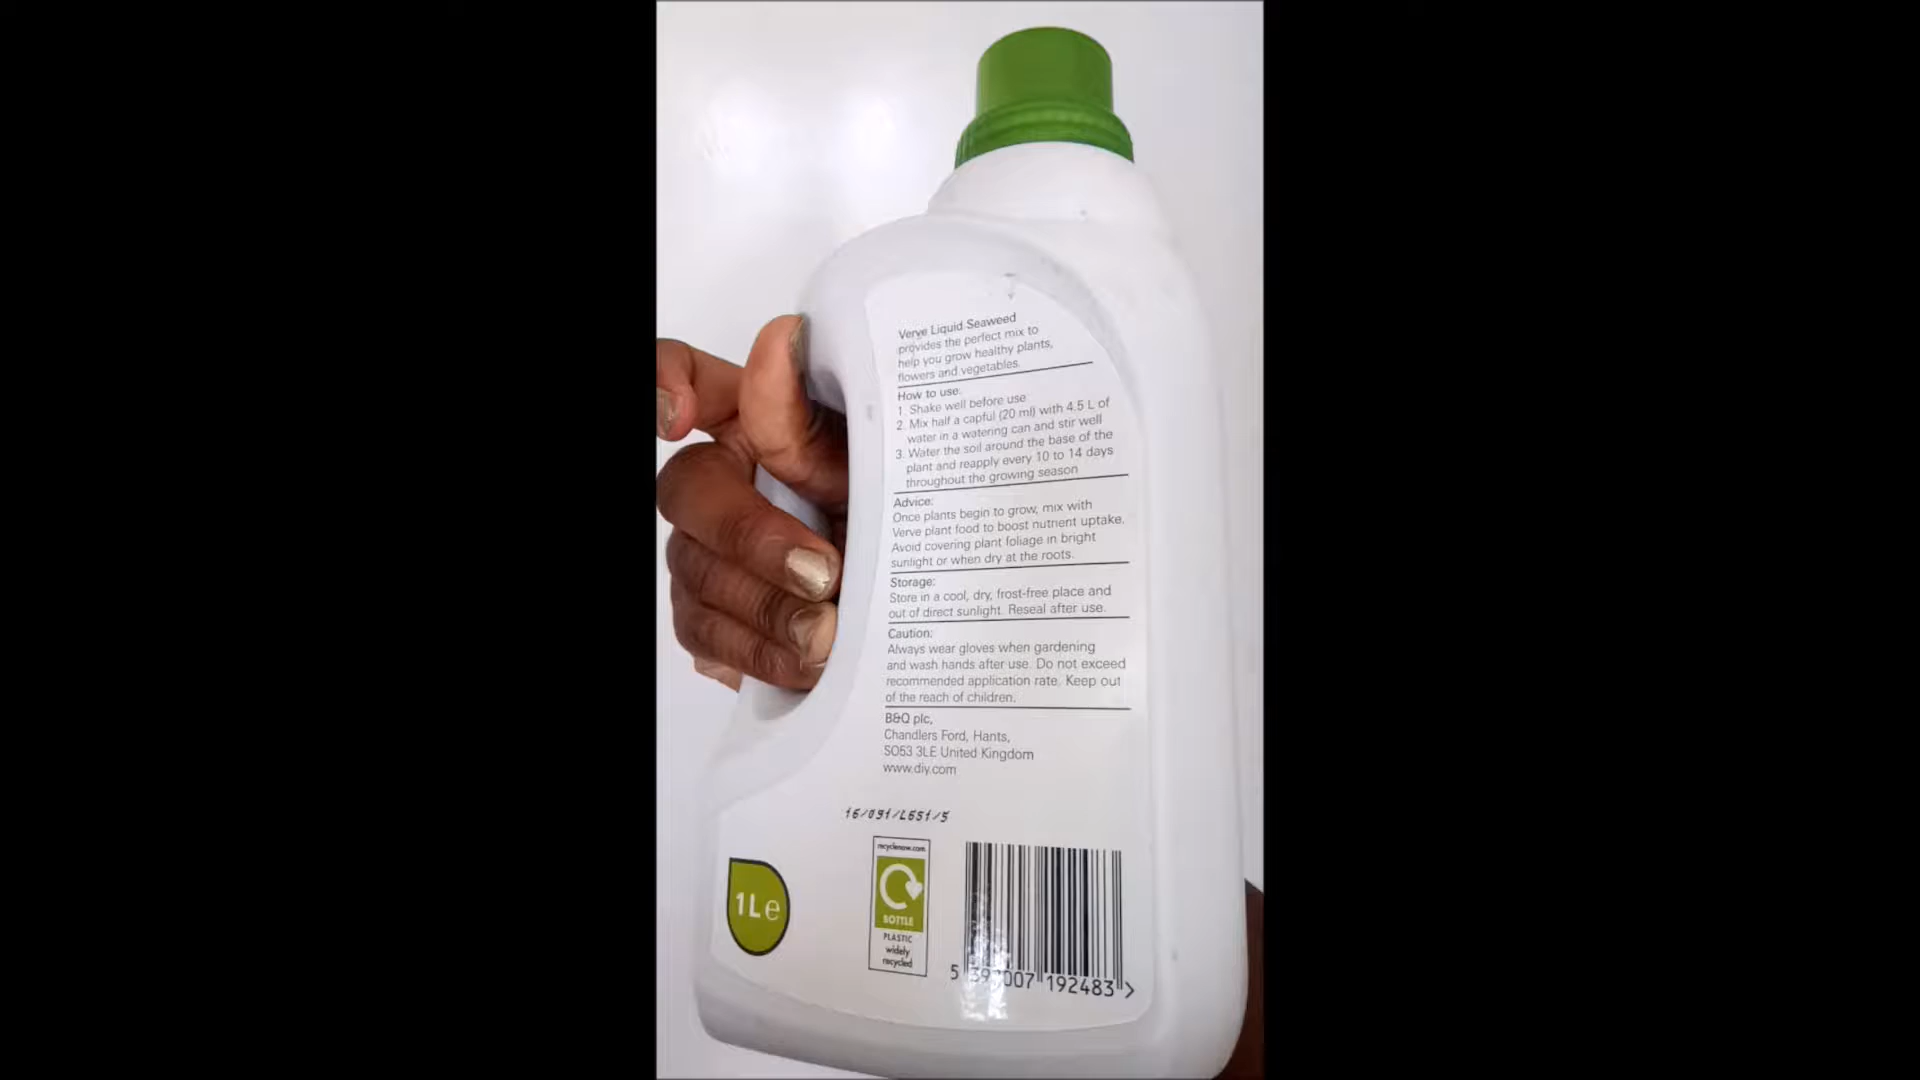 Verve Liquid Seaweed
provides the perfect mix to
help you grow healthy plants,
flowers and vegetables.
How to use:
1. Shake well before use
2. Mix half a capful (20 ml) with 4.5 L of
water in a watering can and stir well
3. Water the soil around the base of the
plant and reapply every 10 to 14 days
throughout the growing season
Advice:
Once plants begin to grow, mix with
Verve plant food to boost nutrient uptake.
Avoid covering plant foliage in bright
sunlight or when dry at the roots.
Storage:
Store in a cool, dry, frost-free place and
out of direct sunlight. Reseal after use.
Caution:
Always wear gloves when gardening
and wash hands after use. Do not exceed
recommended application rate. Keep out
of the reach of children.
B&Q plc,
Chandlers Ford, Hants,
SO53 3LE United Kingdom
www.diy.com
16/091/L651/5
1L e
recyclenow.com
BOTTLE
PLASTIC
widely
recycled
5 192483 >